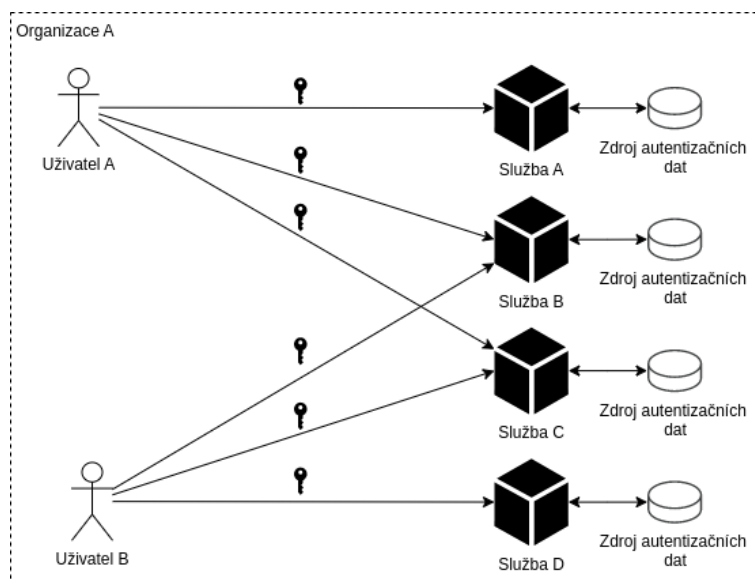 Organizace A
Uživatel A
Služba A
Zdroj autentizačních
dat
Služba B
Zdroj autentizačních
dat
Služba C
Zdroj autentizačních
dat
Uživatel B
Služba D
Zdroj autentizačních
dat